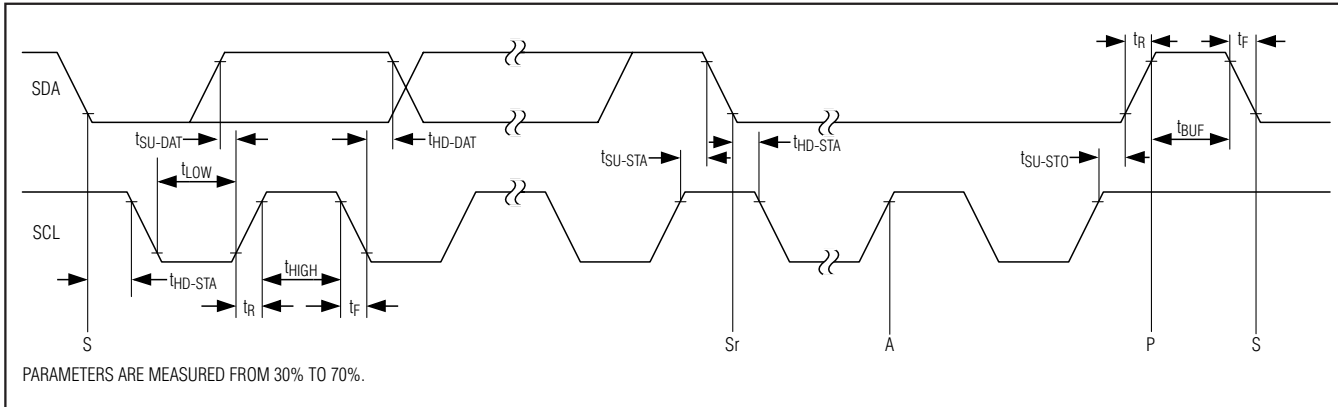 tR
tF
SDA
tSU-DAT
tHD-DAT
tBUF
tLOW
tSU-STA
tHD-STA
tSU-STO
SCL
tHIGH
tHD-STA
tR
tF
S
Sr
A
P
S
PARAMETERS ARE MEASURED FROM 30% TO 70%.